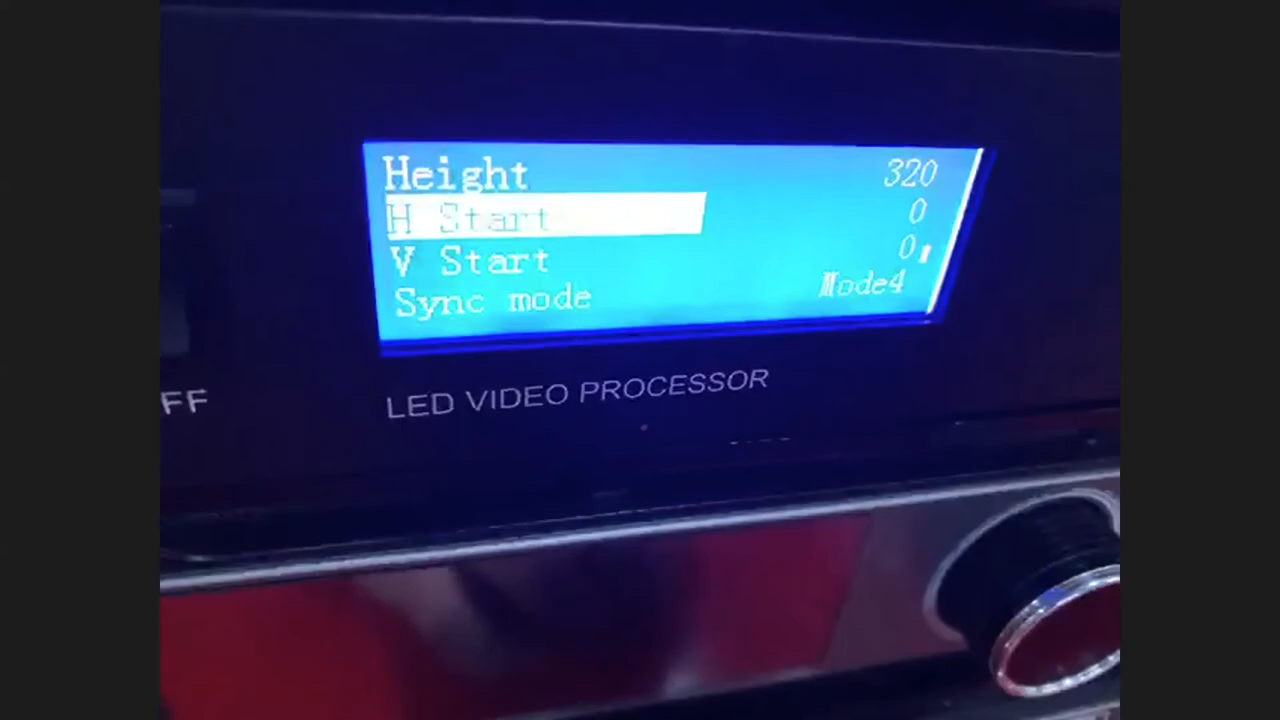 Height 320
H Start 0
V Start 0
Sync mode Mode4
FF
LED VIDEO PROCESSOR